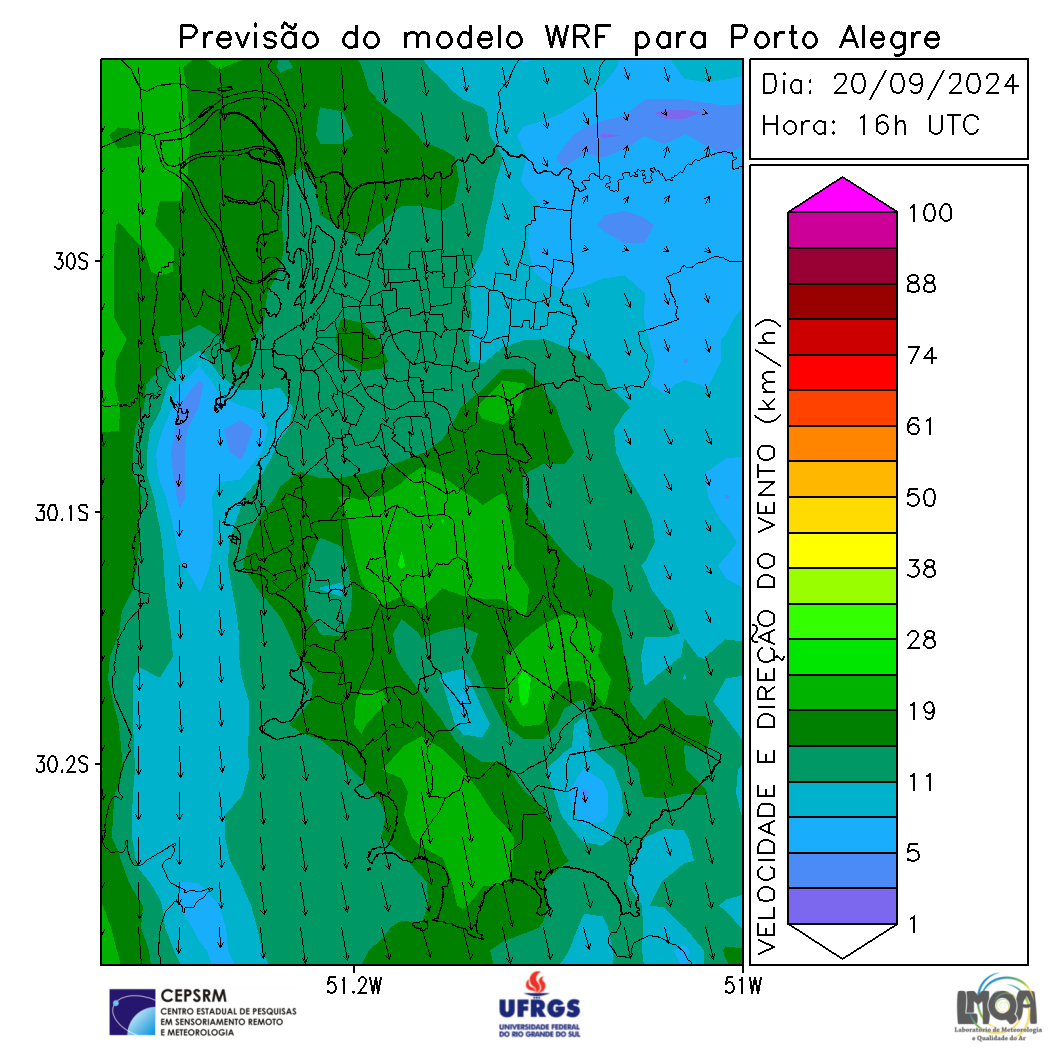 Previsão do modelo WRF para Porto Alegre
Dia: 20/09/2024
Hora: 16h UTC
30S
30.1S
30.2S
51.2W
51W
VELOCIDADE E DIREÇÃO DO VENTO (km/h)
100
88
74
61
50
38
28
19
11
5
1
CEPSRM
CENTRO ESTADUAL DE PESQUISAS
EM SENSORIAMENTO REMOTO
E METEOROLOGIA
UFRGS
UNIVERSIDADE FEDERAL
DO RIO GRANDE DO SUL
LMQA
Laboratório de Meteorologia
e Qualidade do Ar